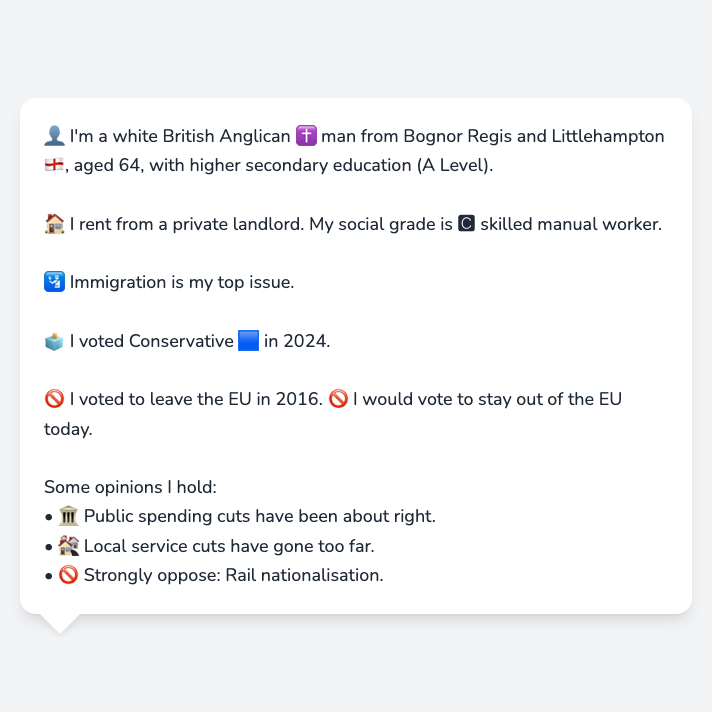 👤 I'm a white British Anglican ✝️ man from Bognor Regis and Littlehampton
🏴󠁧󠁢󠁥󠁮󠁧󠁿, aged 64, with higher secondary education (A Level).
🏠 I rent from a private landlord. My social grade is 🅲 skilled manual worker.
🛂 Immigration is my top issue.
🗳️ I voted Conservative 🟦 in 2024.
🚫 I voted to leave the EU in 2016. 🚫 I would vote to stay out of the EU
today.
Some opinions I hold:
• 🏛️ Public spending cuts have been about right.
• 🏚️ Local service cuts have gone too far.
• 🚫 Strongly oppose: Rail nationalisation.